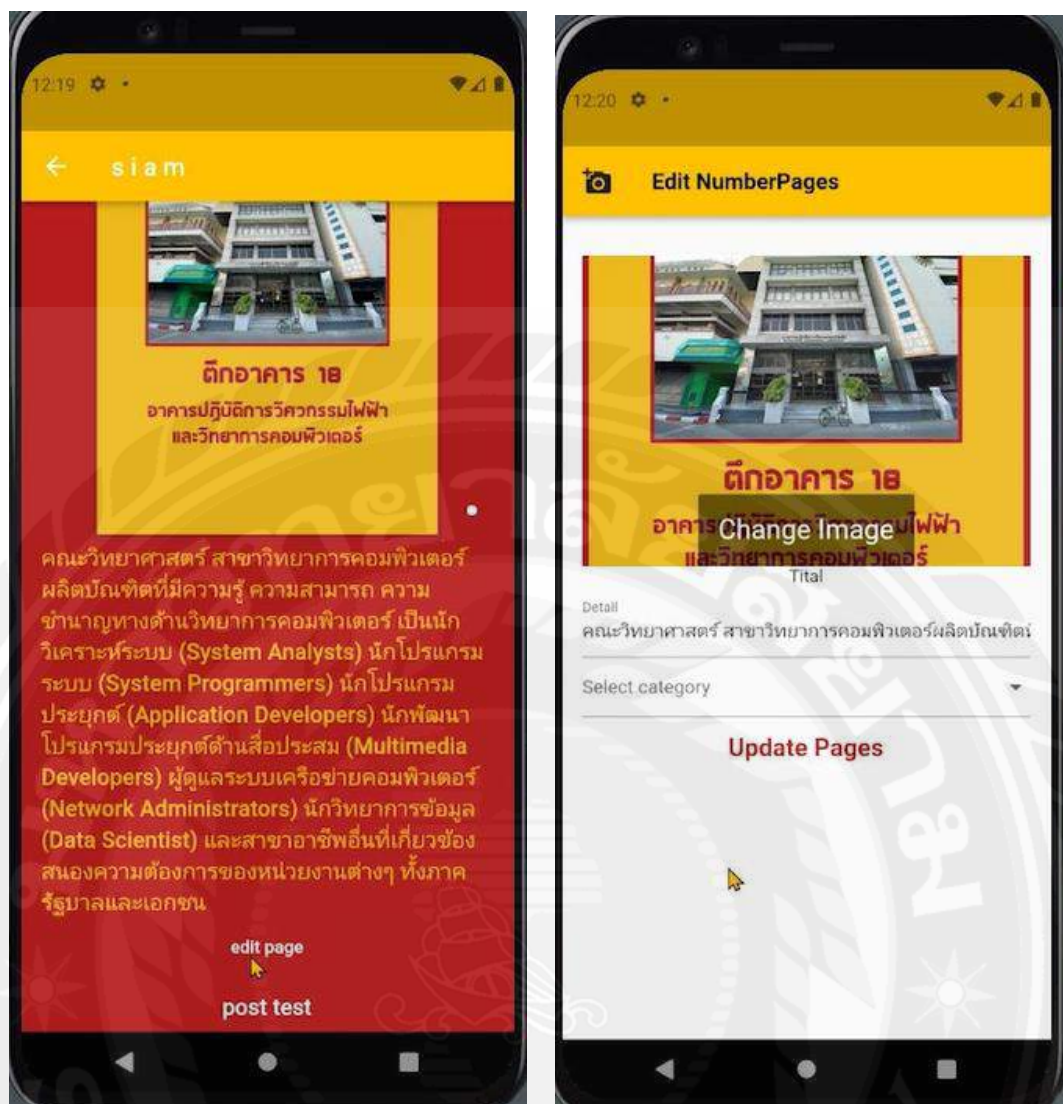 12:19
siam
ตึกอาคาร 18
อาคารปฎิบัติการวิศวกรรมไฟฟ้า
และวิทยาการคอมพิวเตอร์
คณะวิทยาศาสตร์ สาขาวิทยาการคอมพิวเตอร์
ผลิตบัณฑิตที่มีความรู้ ความสามารถ ความ
ชำนาญทางด้านวิทยาการคอมพิวเตอร์ เป็นนัก
วิเคราะห์ระบบ (System Analysts) นักโปรแกรม
ระบบ (System Programmers) นักโปรแกรม
ประยุกต์ (Application Developers) นักพัฒนา
โปรแกรมประยุกต์ด้านสื่อประสม (Multimedia
Developers) ผู้ดูแลระบบเครือข่ายคอมพิวเตอร์
(Network Administrators) นักวิทยาการข้อมูล
(Data Scientist) และสาขาอาชีพอื่นที่เกี่ยวข้อง
สนองความต้องการของหน่วยงานต่างๆ ทั้งภาค
รัฐบาลและเอกชน
edit page
post test
12:20
Edit NumberPages
ตึกอาคาร 18
Change Image
Tital
Detail
คณะวิทยาศาสตร์ สาขาวิทยาการคอมพิวเตอร์ผลิตบัณฑิต
Select category
Update Pages